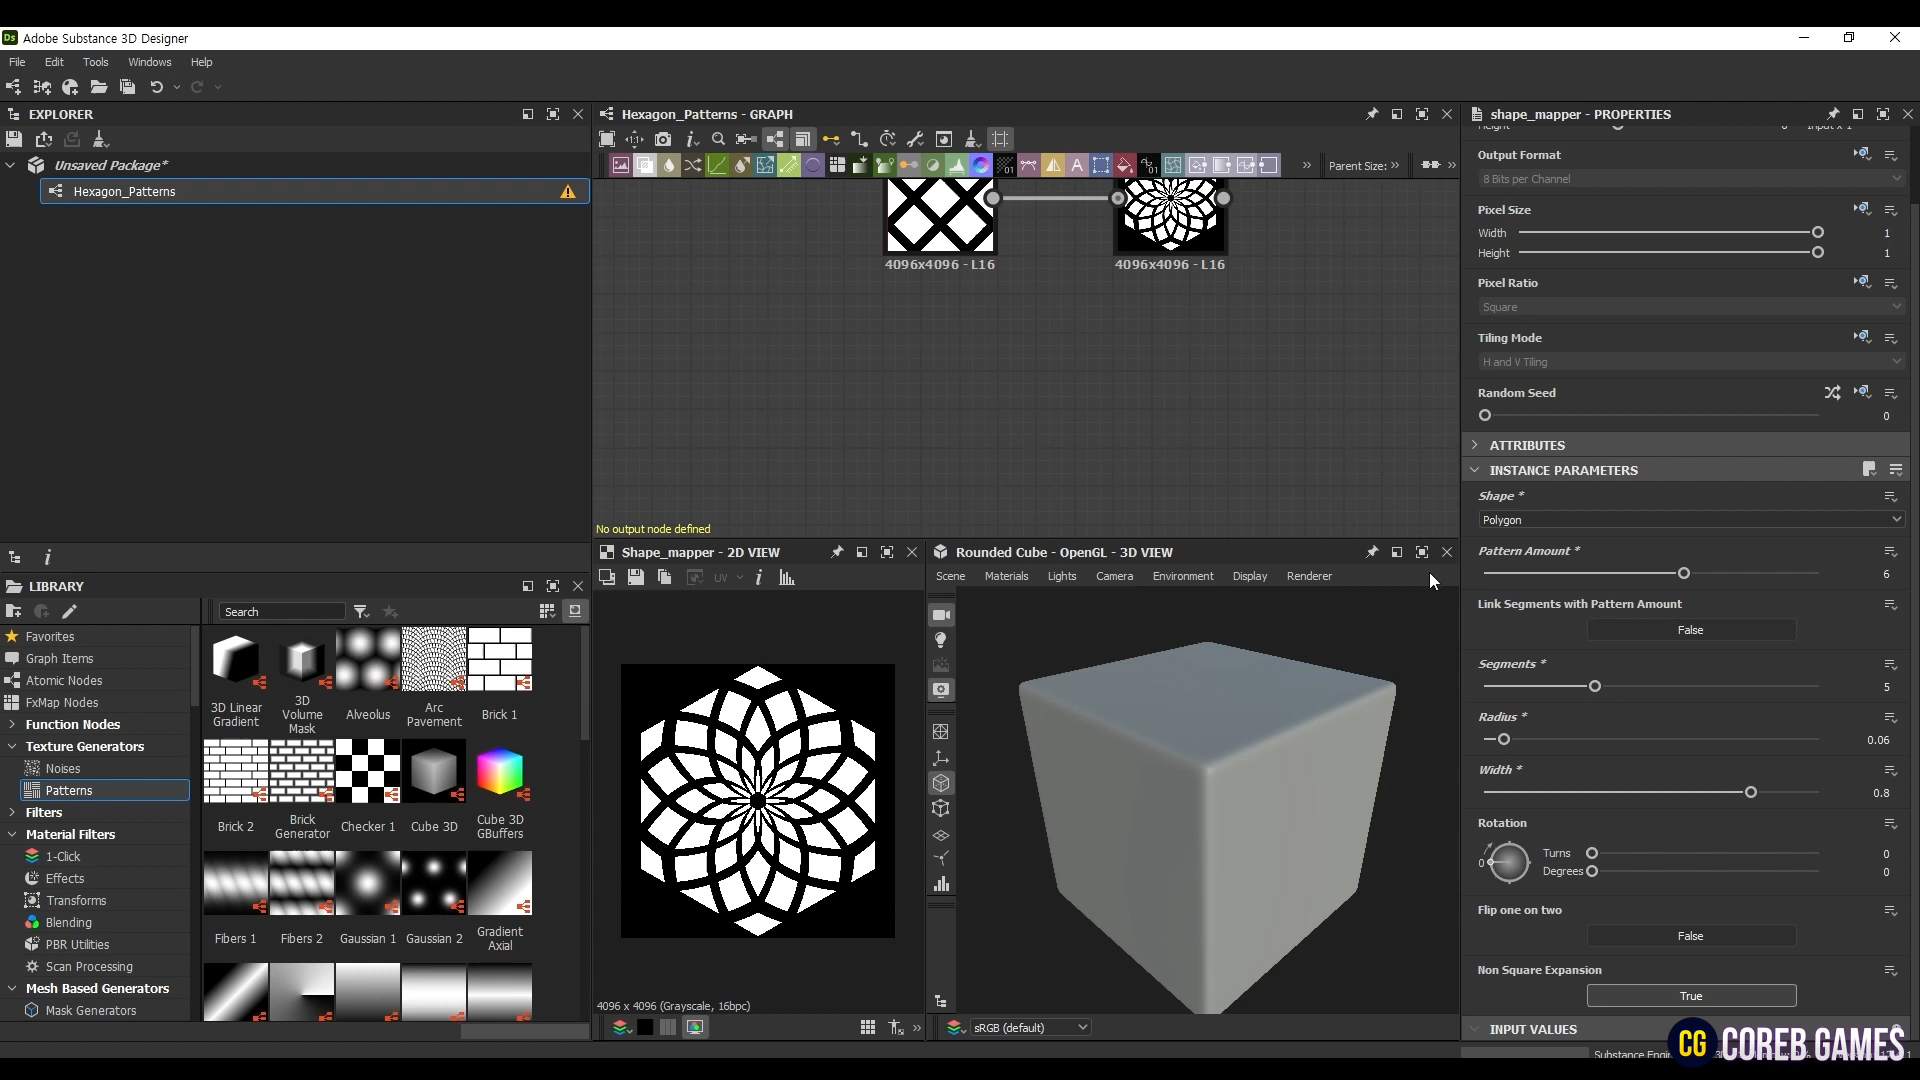 Ds Adobe Substance 3D Designer
File Edit Tools Windows Help
EXPLORER
Unsaved Package*
Hexagon_Patterns
LIBRARY
Search
Favorites
Graph Items
Atomic Nodes
FxMap Nodes
Function Nodes
Texture Generators
Noises
Patterns
Filters
Material Filters
1-Click
Effects
Transforms
Blending
PBR Utilities
Scan Processing
Mesh Based Generators
Mask Generators
3D Linear Gradient
3D Volume Mask
Alveolus
Arc Pavement
Brick 1
Brick 2
Brick Generator
Checker 1
Cube 3D
Cube 3D GBuffers
Fibers 1
Fibers 2
Gaussian 1
Gaussian 2
Gradient Axial
Hexagon_Patterns - GRAPH
Parent Size:
4096x4096 - L16
4096x4096 - L16
No output node defined
Shape_mapper - 2D VIEW
UV
4096 x 4096 (Grayscale, 16bpc)
Rounded Cube - OpenGL - 3D VIEW
Scene Materials Lights Camera Environment Display Renderer
sRGB (default)
shape_mapper - PROPERTIES
Output Format
8 Bits per Channel
Pixel Size
Width 1
Height 1
Pixel Ratio
Square
Tiling Mode
H and V Tiling
Random Seed
0
ATTRIBUTES
INSTANCE PARAMETERS
Shape *
Polygon
Pattern Amount *
6
Link Segments with Pattern Amount
False
Segments *
5
Radius *
0.06
Width *
0.8
Rotation
0 Turns 0
Degrees 0
Flip one on two
False
Non Square Expansion
True
INPUT VALUES
CG COREB GAMES